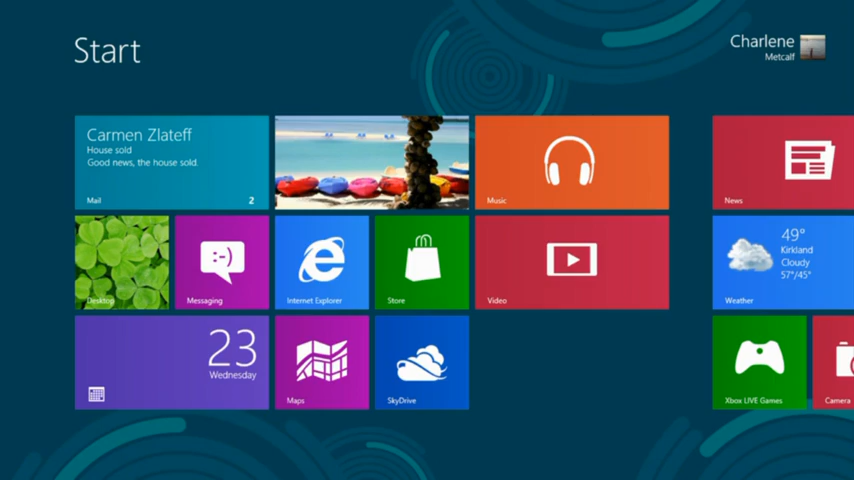 Start
Charlene
Metcalf
Carmen Zlateff
House sold
Good news, the house sold.
Mail
2
Music
News
Desktop
Messaging
:-)
Internet Explorer
Store
Video
49°
Kirkland
Cloudy
57°/45°
Weather
23
Wednesday
Maps
SkyDrive
Xbox LIVE Games
Camera